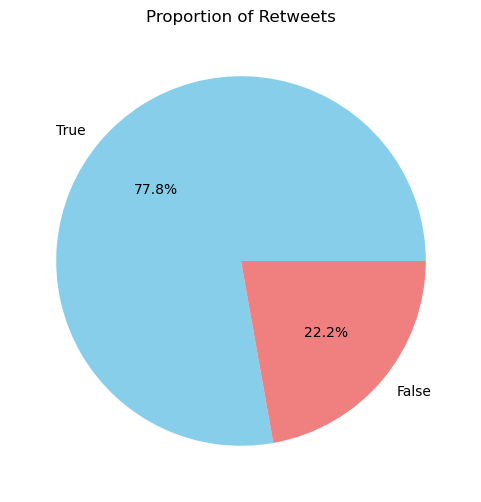 Proportion of Retweets
True
77.8%
22.2%
False